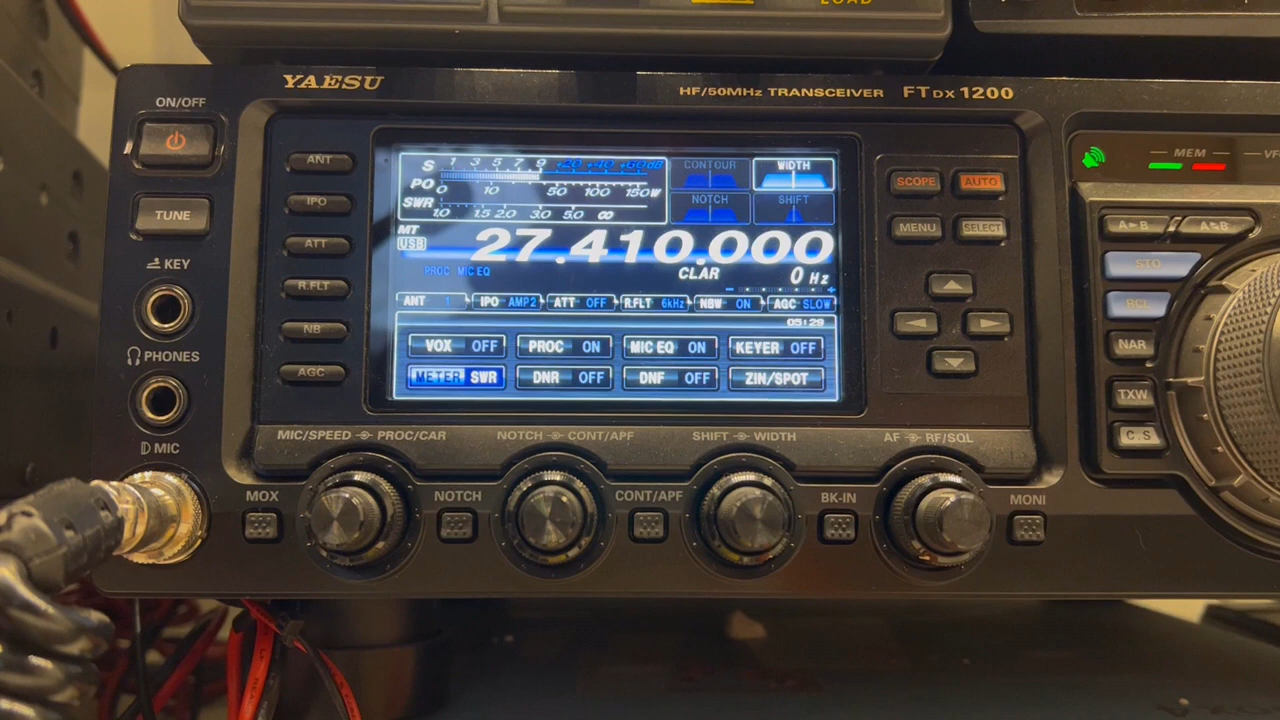 LOAD
YAESU
HF/50MHz TRANSCEIVER FTDX1200
ON/OFF
TUNE
KEY
PHONES
MIC
ANT
IPO
ATT
R.FLT
NB
AGC
S 1 3 5 7 9 +20 +40 +60dB
PO 0 10 50 100 150W
SWR 1.0 1.5 2.0 3.0 5.0 ∞
CONTOUR
WIDTH
NOTCH
SHIFT
MT
USB
27.410.000
PROC MIC EQ
CLAR 0 Hz
ANT 1 IPO AMP2 ATT OFF R.FLT 6kHz NBW ON AGC SLOW
05:29
VOX OFF PROC ON MIC EQ ON KEYER OFF
METER SWR DNR OFF DNF OFF ZIN/SPOT
SCOPE AUTO
MENU SELECT
MEM VF
A►B A⇆B
STO
RCL
NAR
TXW
C.S
MIC/SPEED PROC/CAR NOTCH CONT/APF SHIFT WIDTH AF RF/SQL
MOX NOTCH CONT/APF BK-IN MONI
YAESU